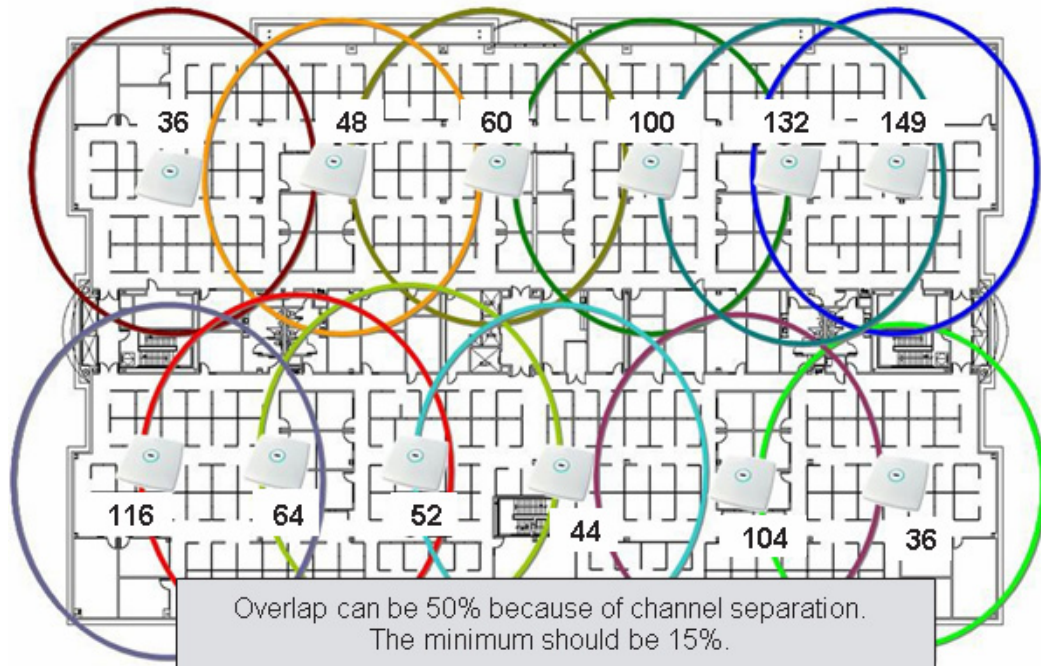 36 48 60 100 132 149
116 64 52 44 104 36
Overlap can be 50% because of channel separation.
The minimum should be 15%.